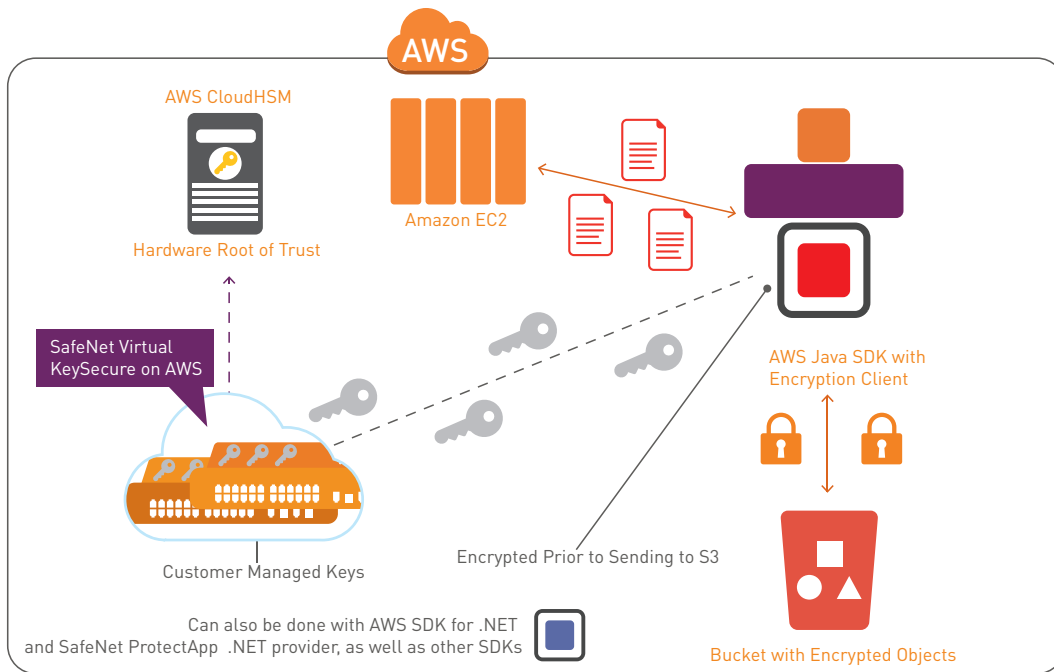 AWS
AWS CloudHSM
Hardware Root of Trust
Amazon EC2
SafeNet Virtual
KeySecure on AWS
AWS Java SDK with
Encryption Client
Customer Managed Keys
Encrypted Prior to Sending to S3
Can also be done with AWS SDK for .NET
and SafeNet ProtectApp .NET provider, as well as other SDKs
Bucket with Encrypted Objects